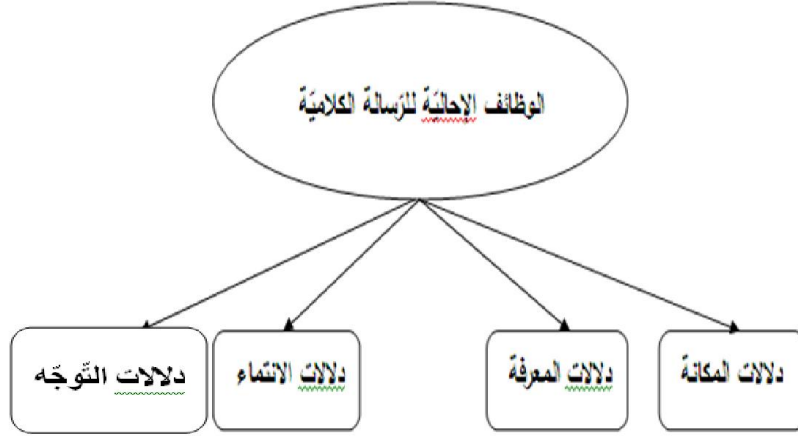 الوظائف الإحاليّة للرّسالة الكلاميّة
دلالات المكانة
دلالات المعرفة
دلالات الانتماء
دلالات التّوجّه